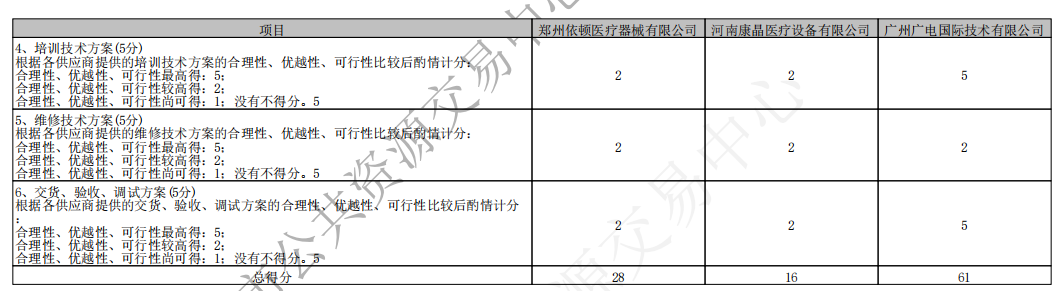 项目 郑州依顿医疗器械有限公司 河南康晶医疗设备有限公司 广州广电国际技术有限公司
4、培训技术方案(5分)
根据各供应商提供的培训技术方案的合理性、优越性、可行性比较后酌情计分:
合理性、优越性、可行性最高得: 5;
合理性、优越性、可行性较高得: 2;
合理性、优越性、可行性尚可得: 1; 没有不得分。5
2 2 5
5、维修技术方案(5分)
根据各供应商提供的维修技术方案的合理性、优越性、可行性比较后酌情计分:
合理性、优越性、可行性最高得: 5;
合理性、优越性、可行性较高得: 2;
合理性、优越性、可行性尚可得: 1; 没有不得分。5
2 2 2
6、交货、验收、调试方案(5分)
根据各供应商提供的交货、验收、调试方案的合理性、优越性、可行性比较后酌情计分
:
合理性、优越性、可行性最高得: 5;
合理性、优越性、可行性较高得: 2;
合理性、优越性、可行性尚可得: 1; 没有不得分。5
2 2 5
总得分 28 16 61
市公共资源交易中心
源交易中心